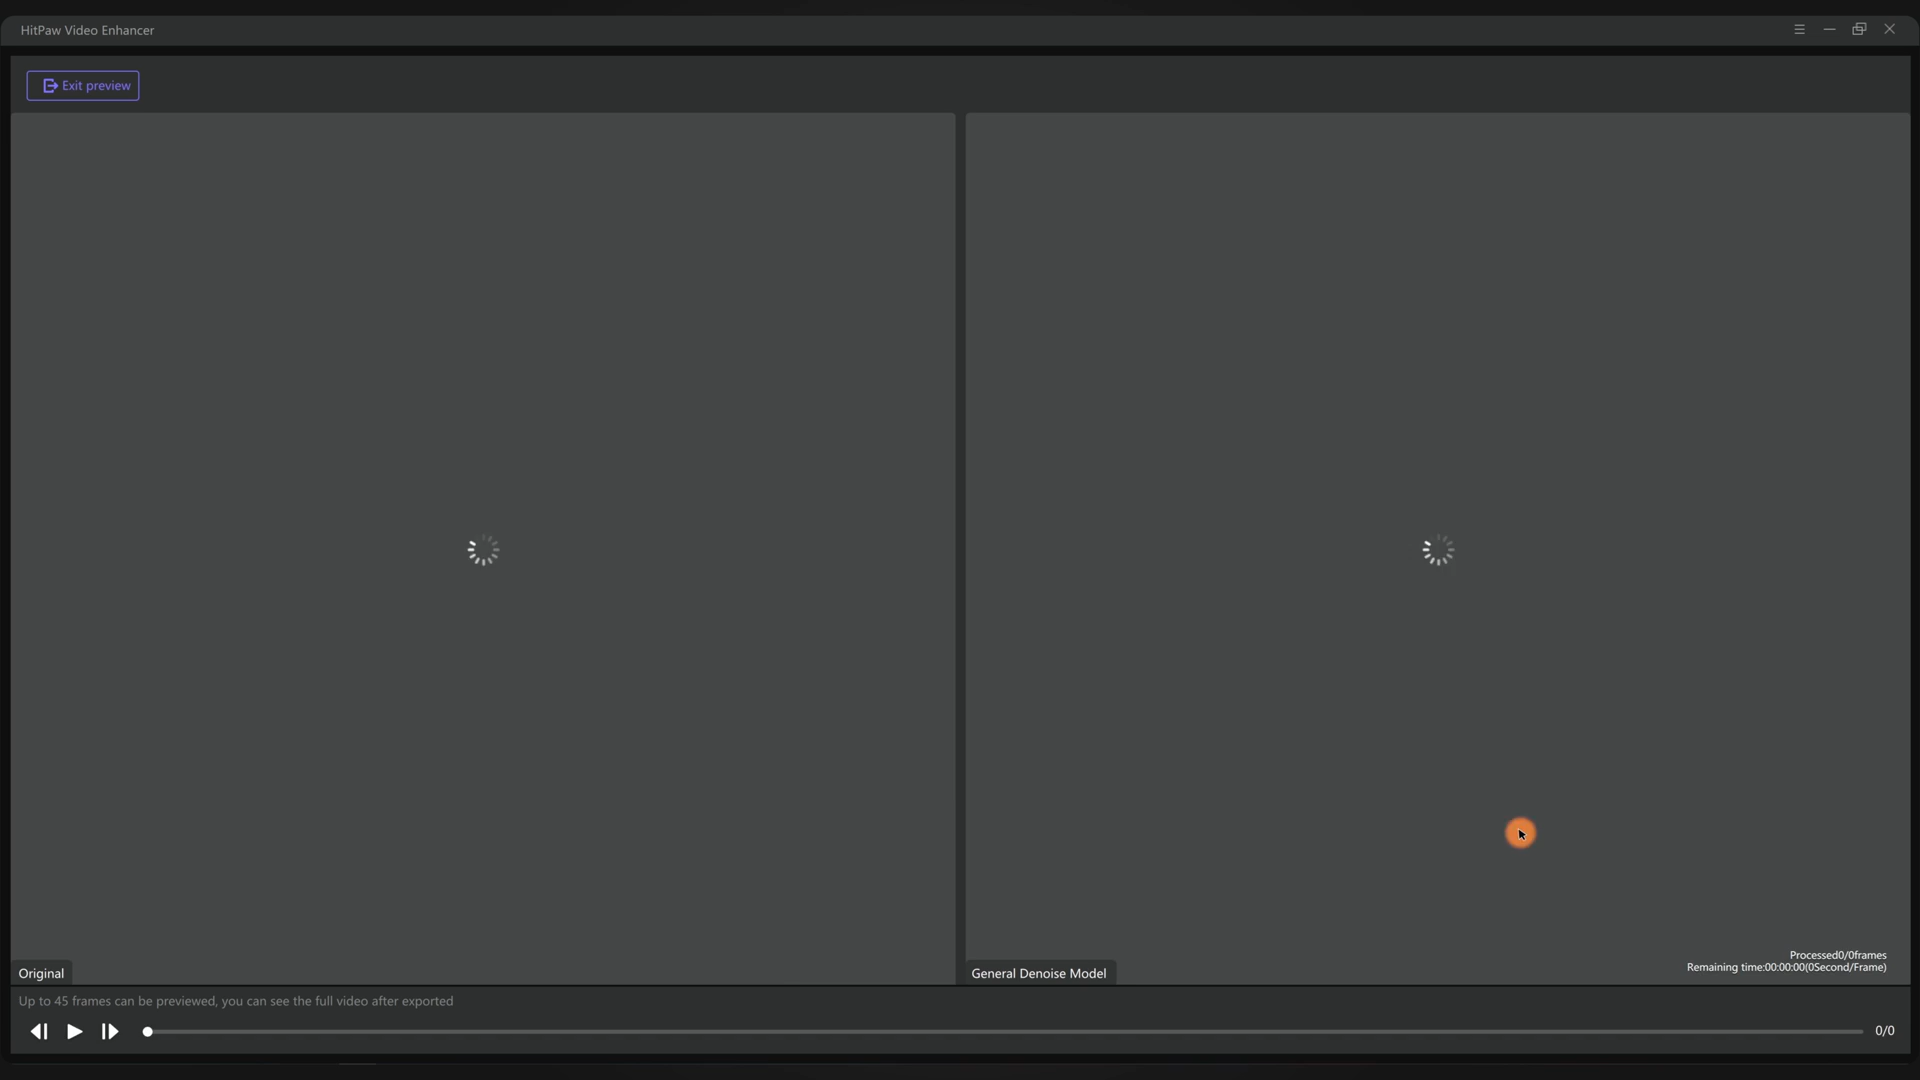 HitPaw Video Enhancer
Exit preview
Original
General Denoise Model
Processed0/0frames
Remaining time:00:00:00(0Second/Frame)
Up to 45 frames can be previewed, you can see the full video after exported
0/0